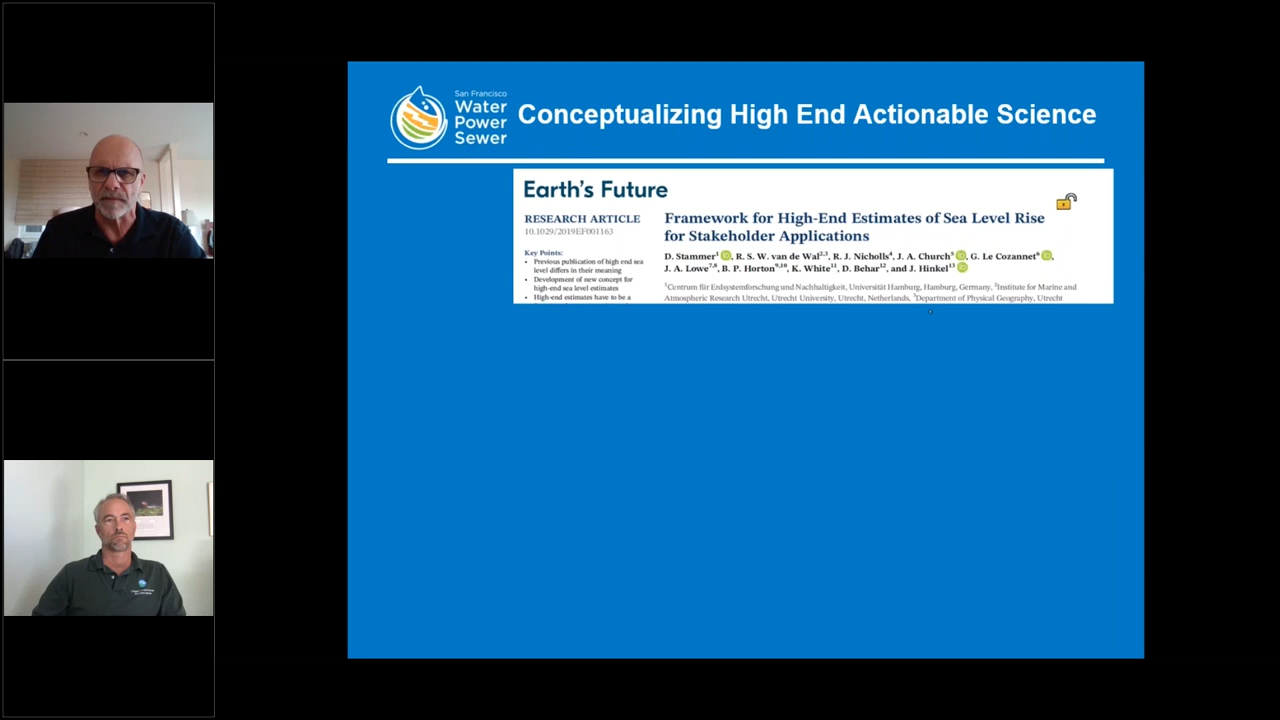 San Francisco
Water
Power
Sewer
Conceptualizing High End Actionable Science
Earth's Future
RESEARCH ARTICLE
10.1029/2019EF001163
Key Points:
• Previous publication of high end sea
level differs in their meaning
• Development of new concept for
high-end sea level estimates
• High-end estimates have to be a
Framework for High-End Estimates of Sea Level Rise
for Stakeholder Applications
D. Stammer1, R. S. W. van de Wal2,3, R. J. Nicholls4, J. A. Church5, G. Le Cozannet6,
J. A. Lowe7,8, B. P. Horton9,10, K. White11, D. Behar12, and J. Hinkel13
1Centrum für Erdsystemforschung und Nachhaltigkeit, Universität Hamburg, Hamburg, Germany, 2Institute for Marine and
Atmospheric Research Utrecht, Utrecht University, Utrecht, Netherlands, 3Department of Physical Geography, Utrecht